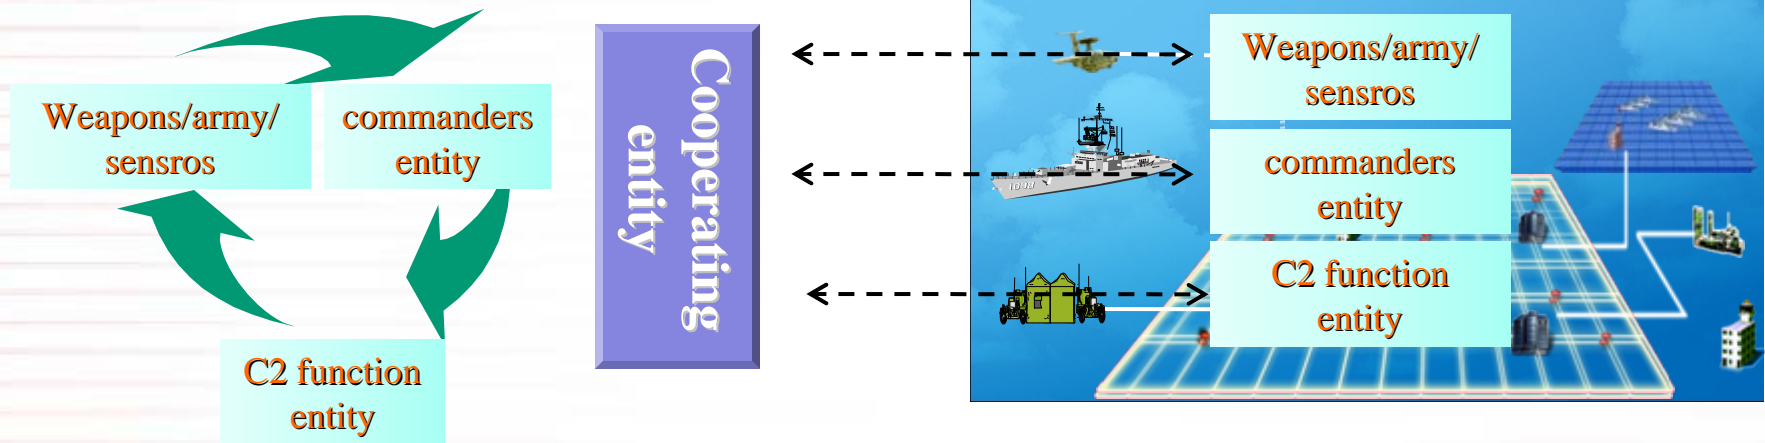 Weapons/army/
sensros
commanders
entity
C2 function
entity
Cooperating
entity
Weapons/army/
sensros
commanders
entity
C2 function
entity